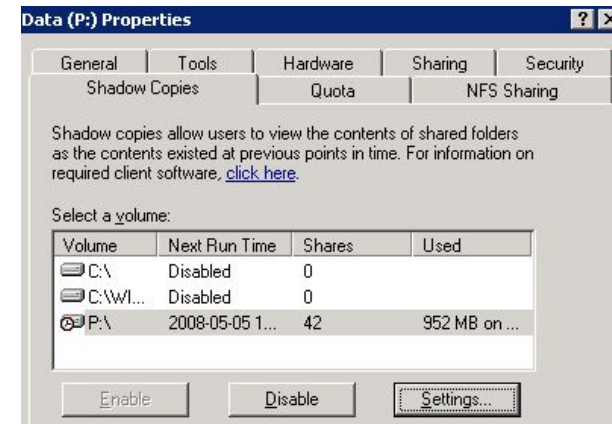 Data (P:) Properties
General Tools Hardware Sharing Security
Shadow Copies Quota NFS Sharing
Shadow copies allow users to view the contents of shared folders
as the contents existed at previous points in time. For information on
required client software, click here.
Select a volume:
Volume Next Run Time Shares Used
C:\ Disabled 0
C:\WI... Disabled 0
P:\ 2008-05-05 1... 42 952 MB on ...
Enable Disable Settings...